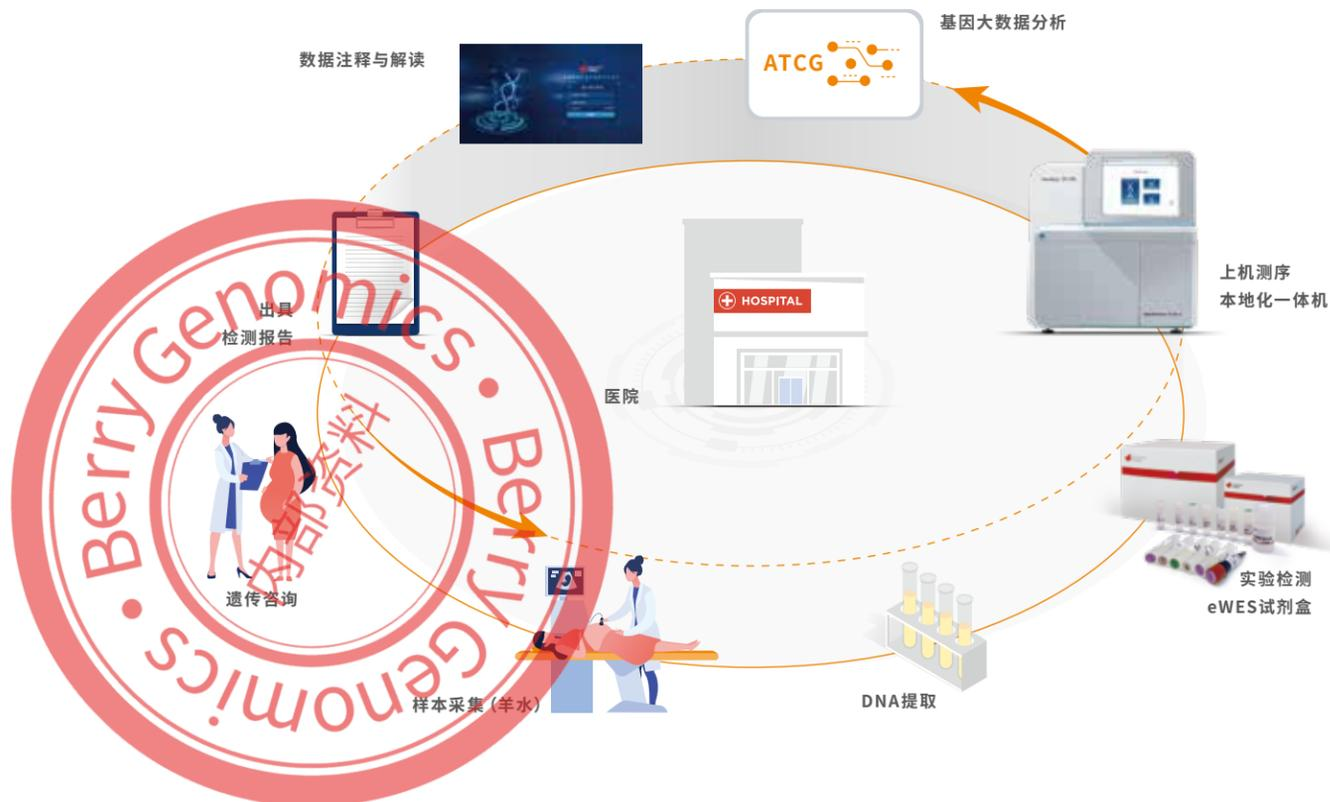 基因大数据分析
数据注释与解读
ATCG
HOSPITAL
上机测序
本地化一体机
出具
检测报告
医院
Berry Genomics • Berry Genomics •
内部资料
实验检测
eWES试剂盒
遗传咨询
样本采集(羊水)
DNA提取